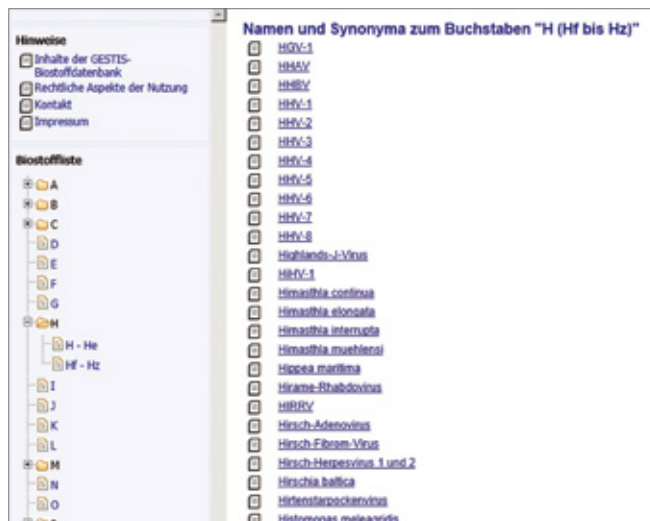 Hinweise
Inhalte der GESTIS-
Biostoffdatenbank
Rechtliche Aspekte der Nutzung
Kontakt
Impressum
Biostoffliste
A
B
C
D
E
F
G
H
H - He
Hf - Hz
I
J
K
L
M
N
O
Namen und Synonyma zum Buchstaben "H (Hf bis Hz)"
HGV-1
HHAV
HHBV
HHV-1
HHV-2
HHV-3
HHV-4
HHV-5
HHV-6
HHV-7
HHV-8
Highlands-J-Virus
HiHV-1
Himasthla continua
Himasthla elongata
Himasthla interrupta
Himasthla muehlensi
Hippea maritima
Hirame-Rhabdovirus
HIRRV
Hirsch-Adenovirus
Hirsch-Fibrom-Virus
Hirsch-Herpesvirus 1 und 2
Hirschia baltica
Hirtenstarpockenvirus
Histomonas meleagridis